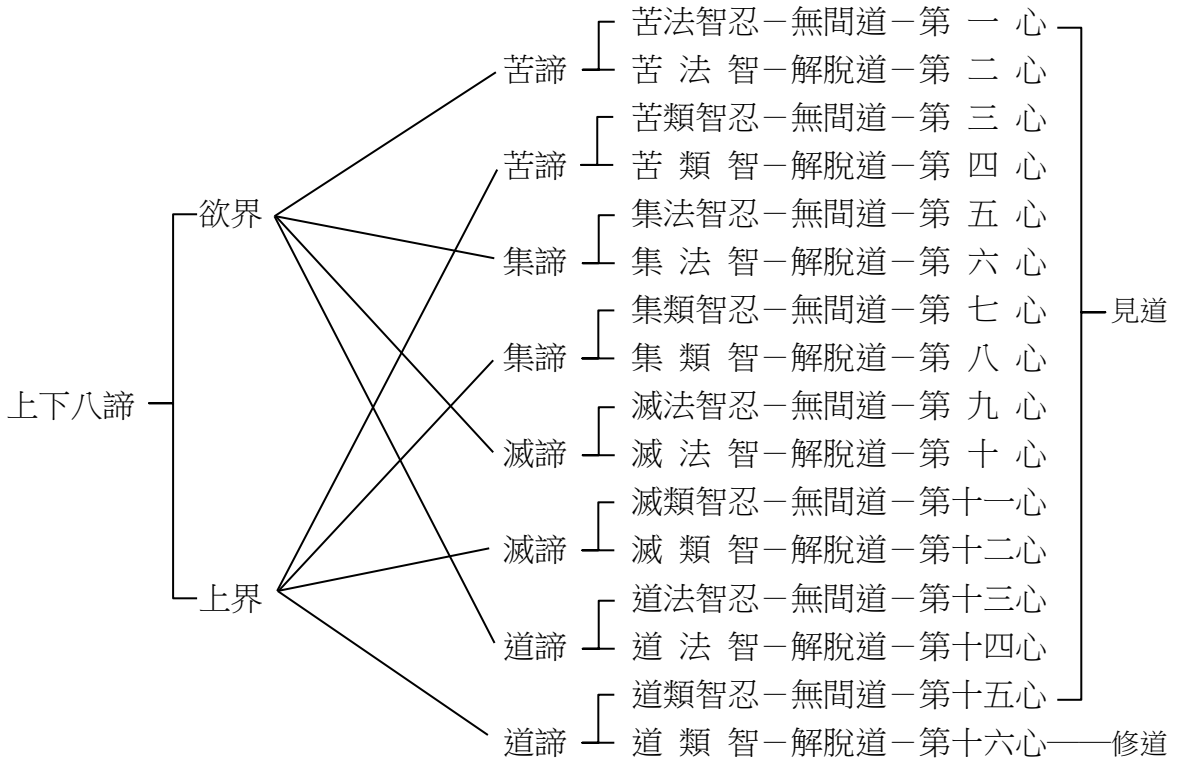 苦法智忍－無間道－第一心
苦諦
苦法智－解脫道－第二心
苦類智忍－無間道－第三心
苦諦
苦類智－解脫道－第四心
欲界
集法智忍－無間道－第五心
集諦
集法智－解脫道－第六心
集類智忍－無間道－第七心
見道
集諦
集類智－解脫道－第八心
上下八諦
滅法智忍－無間道－第九心
滅諦
滅法智－解脫道－第十心
滅類智忍－無間道－第十一心
滅諦
滅類智－解脫道－第十二心
上界
道法智忍－無間道－第十三心
道諦
道法智－解脫道－第十四心
道類智忍－無間道－第十五心
道諦
道類智－解脫道－第十六心——修道